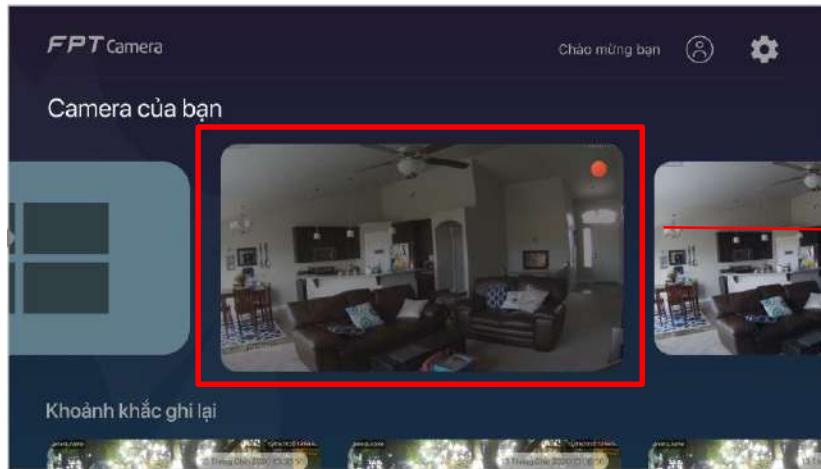 FPT Camera
Chào mừng bạn
Camera của bạn
Khoảnh khắc ghi lại